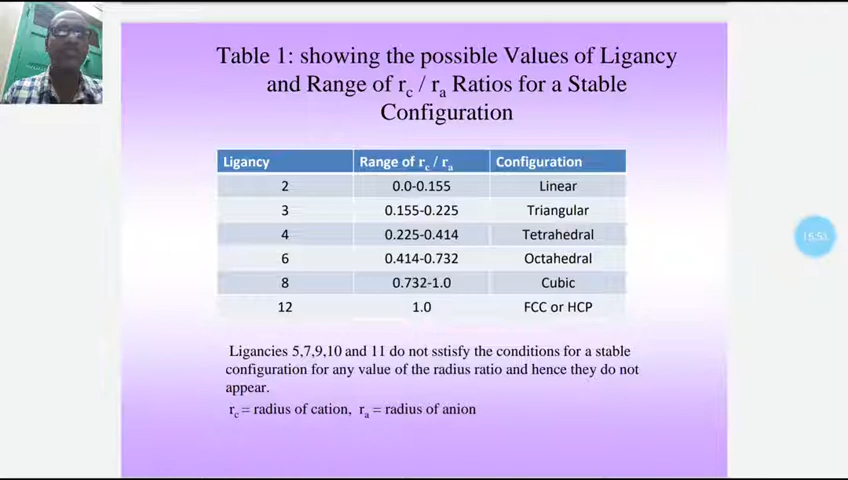 Table 1: showing the possible Values of Ligancy
and Range of rc / ra Ratios for a Stable
Configuration
Ligancy Range of rc / ra Configuration
2 0.0-0.155 Linear
3 0.155-0.225 Triangular
4 0.225-0.414 Tetrahedral
6 0.414-0.732 Octahedral
8 0.732-1.0 Cubic
12 1.0 FCC or HCP
Ligancies 5,7,9,10 and 11 do not sstisfy the conditions for a stable
configuration for any value of the radius ratio and hence they do not
appear.
rc = radius of cation, ra = radius of anion